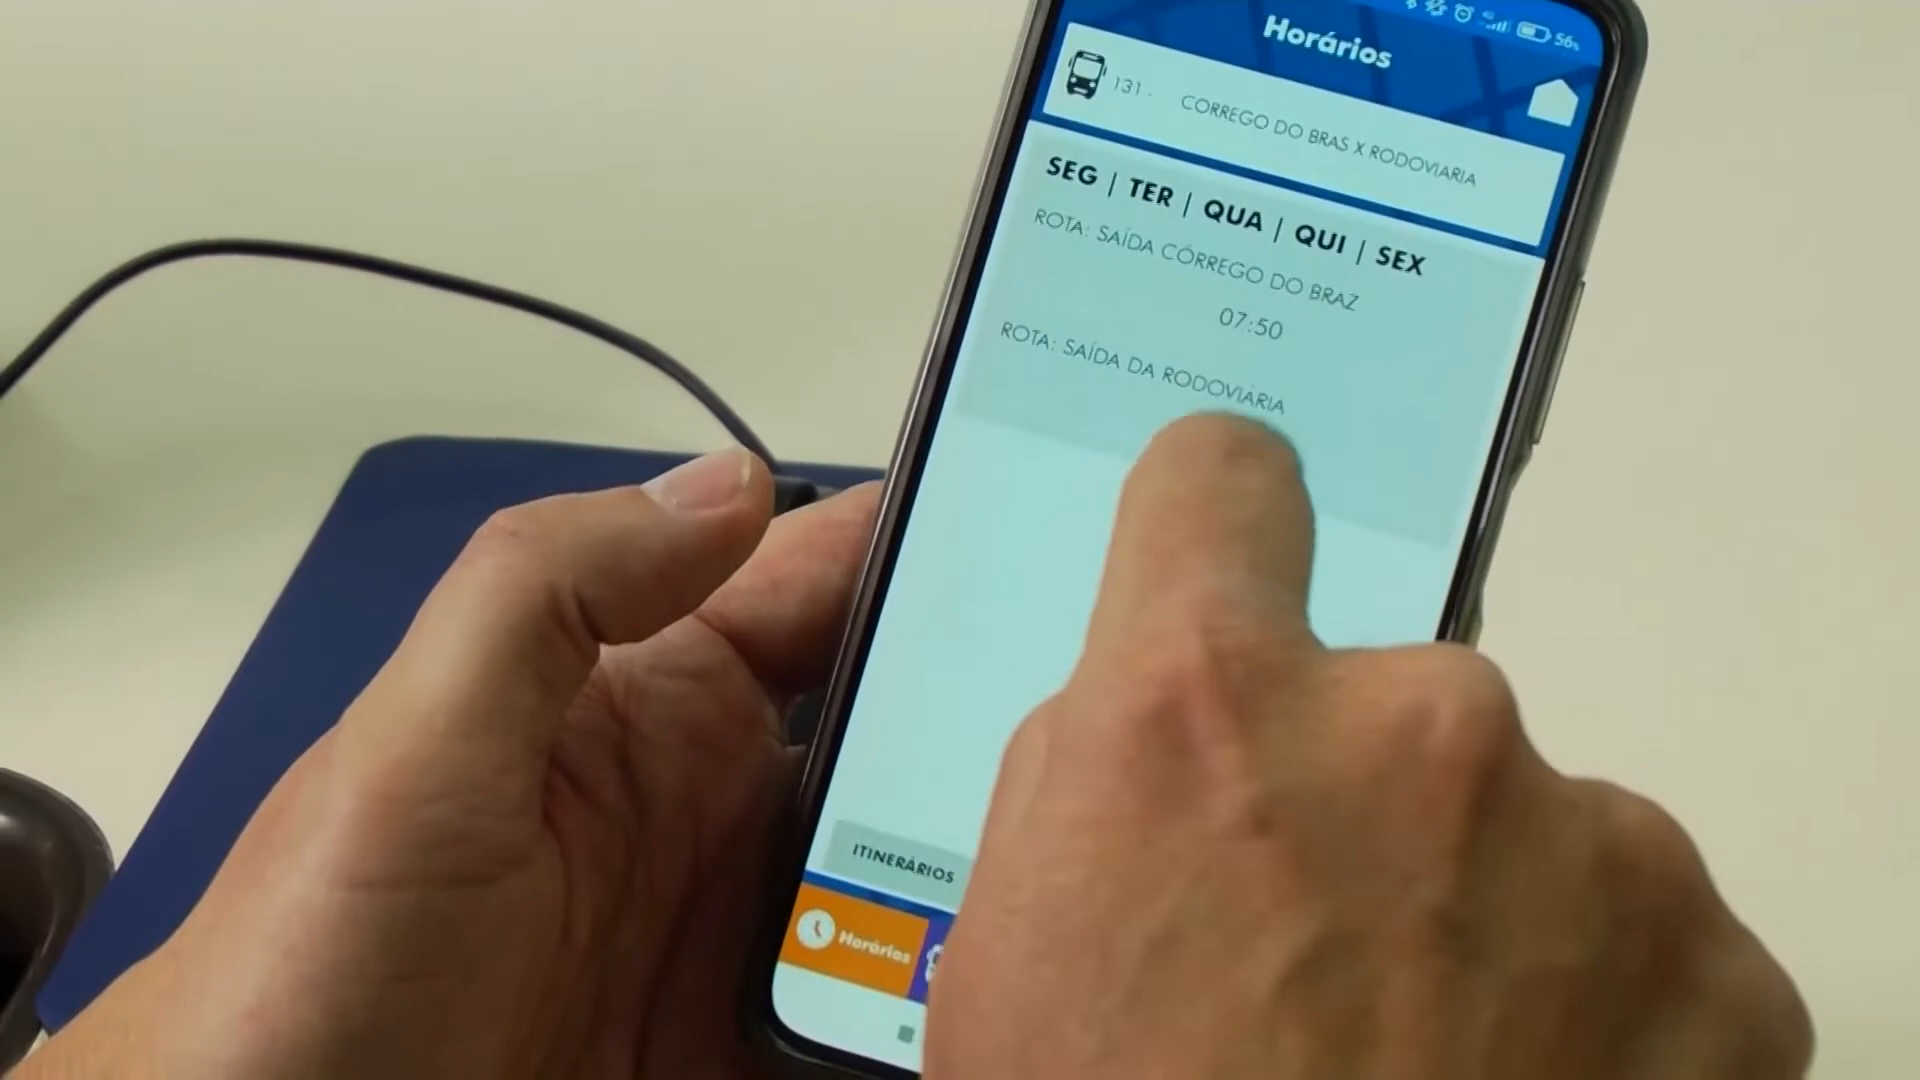 56%
Horários
131 - CORREGO DO BRAS X RODOVIARIA
SEG | TER | QUA | QUI | SEX
ROTA: SAÍDA CÓRREGO DO BRAZ
07:50
ROTA: SAÍDA DA RODOVIÁRIA
ITINERÁRIOS
Horários